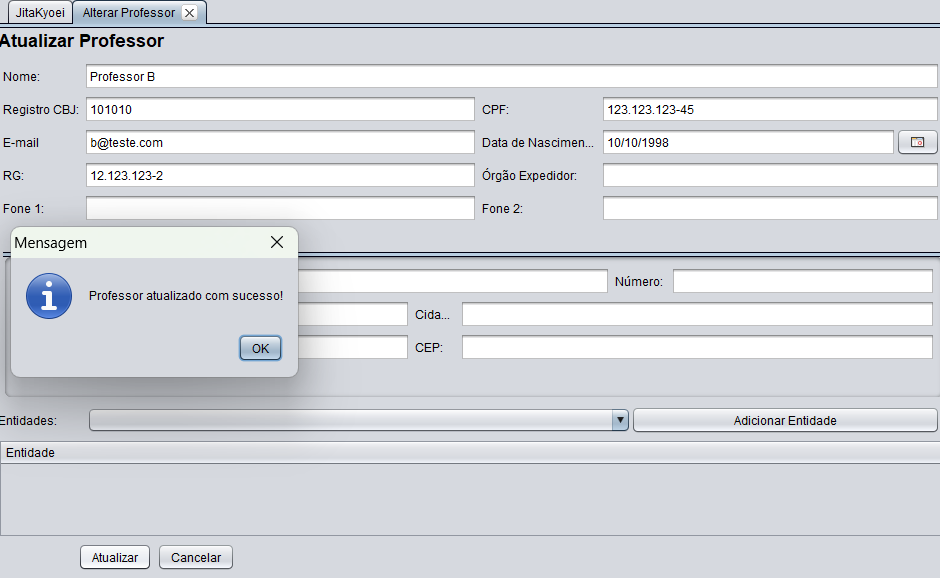 JitaKyoei Alterar Professor
Atualizar Professor
Nome: Professor B
Registro CBJ: 101010 CPF: 123.123.123-45
E-mail b@teste.com Data de Nascimen... 10/10/1998
RG: 12.123.123-2 Órgão Expedidor:
Fone 1: Fone 2:
Mensagem
Número:
Professor atualizado com sucesso!
Cida...
OK CEP:
Entidades: Adicionar Entidade
Entidade
Atualizar Cancelar